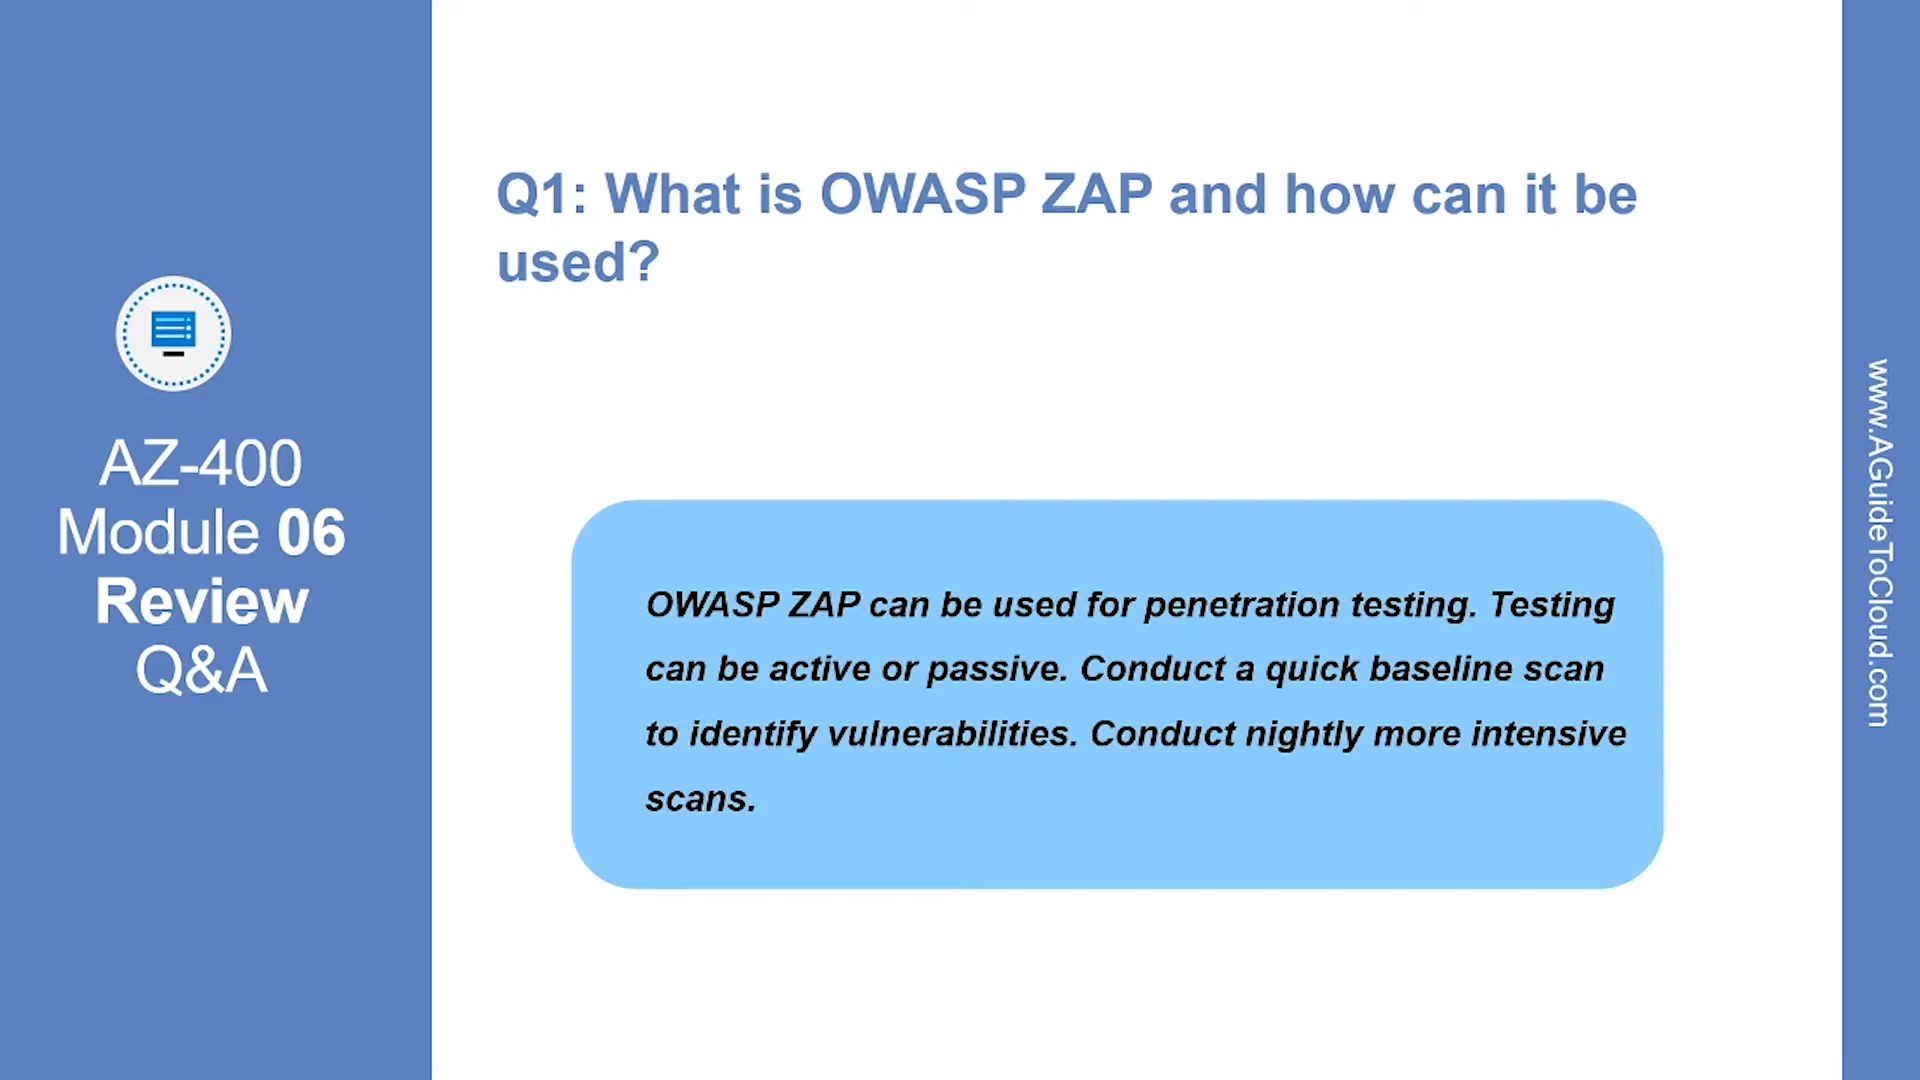 AZ-400
Module 06
Review
Q&A
Q1: What is OWASP ZAP and how can it be
used?
OWASP ZAP can be used for penetration testing. Testing
can be active or passive. Conduct a quick baseline scan
to identify vulnerabilities. Conduct nightly more intensive
scans.
www.AGuideToCloud.com